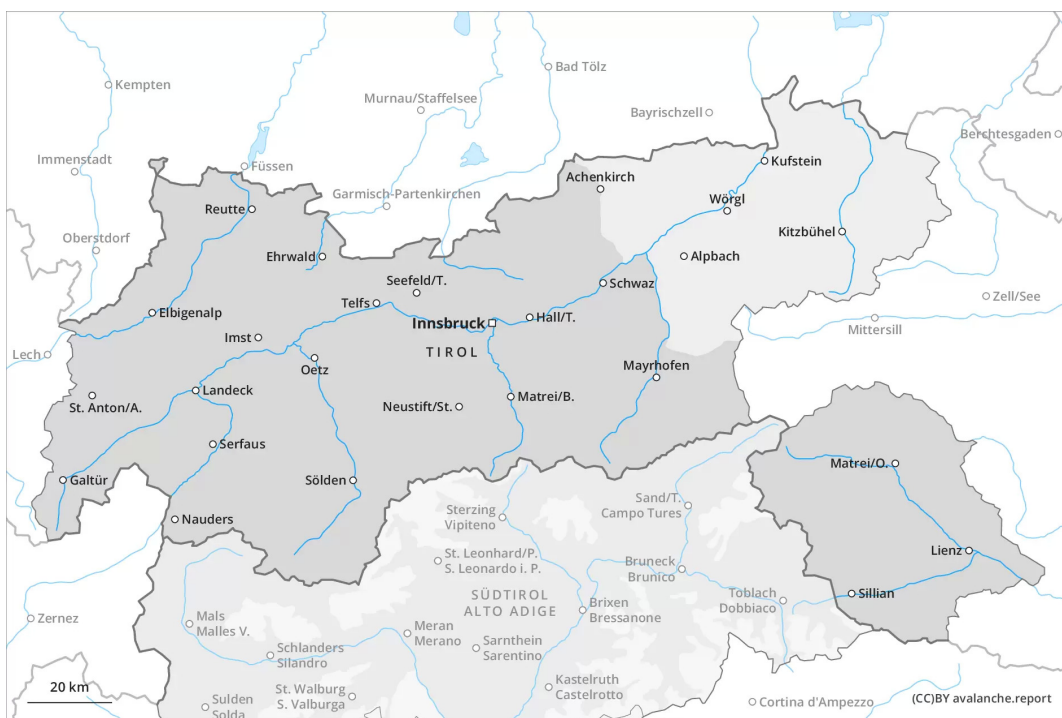 Kempten
Bad Tölz
Murnau/Staffelsee
Bayrischzell
Berchtesgaden
Immenstadt
Füssen
Kufstein
Garmisch-Partenkirchen
Achenkirch
Reutte
Wörgl
Oberstdorf
Kitzbühel
Ehrwald
Alpbach
Seefeld/T.
Schwaz
Zell/See
Telfs
Elbigenalp
Innsbruck
Hall/T.
Mittersill
Imst
TIROL
Lech
Oetz
Mayrhofen
Landeck
St. Anton/A.
Neustift/St.
Matrei/B.
Serfaus
Matrei/O.
Galtür
Sölden
Sand/T.
Campo Tures
Nauders
Sterzing
Vipiteno
Lienz
St. Leonhard/P.
S. Leonardo i. P.
Bruneck
Brunico
SÜDTIROL
ALTO ADIGE
Toblach
Dobbiaco
Sillian
Zernez
Mals
Malles V.
Brixen
Bressanone
Meran
Merano
Sarnthein
Sarentino
Schlanders
Silandro
20 km
Sulden
Solda
St. Walburg
S. Valburga
Kastelruth
Castelrotto
Cortina d'Ampezzo
(CC)BY avalanche.report